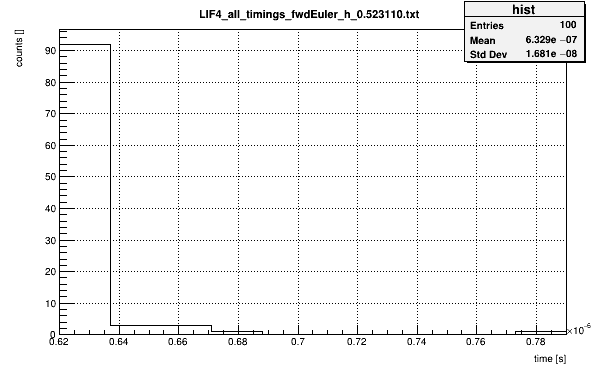 LIF4_all_timings_fwdEuler_h_0.523110.txt
hist
Entries 100
Mean 6.329e −07
Std Dev 1.681e −08
counts []
90
80
70
60
50
40
30
20
10
0
0.62 0.64 0.66 0.68 0.7 0.72 0.74 0.76 0.78
×10⁻⁶
time [s]